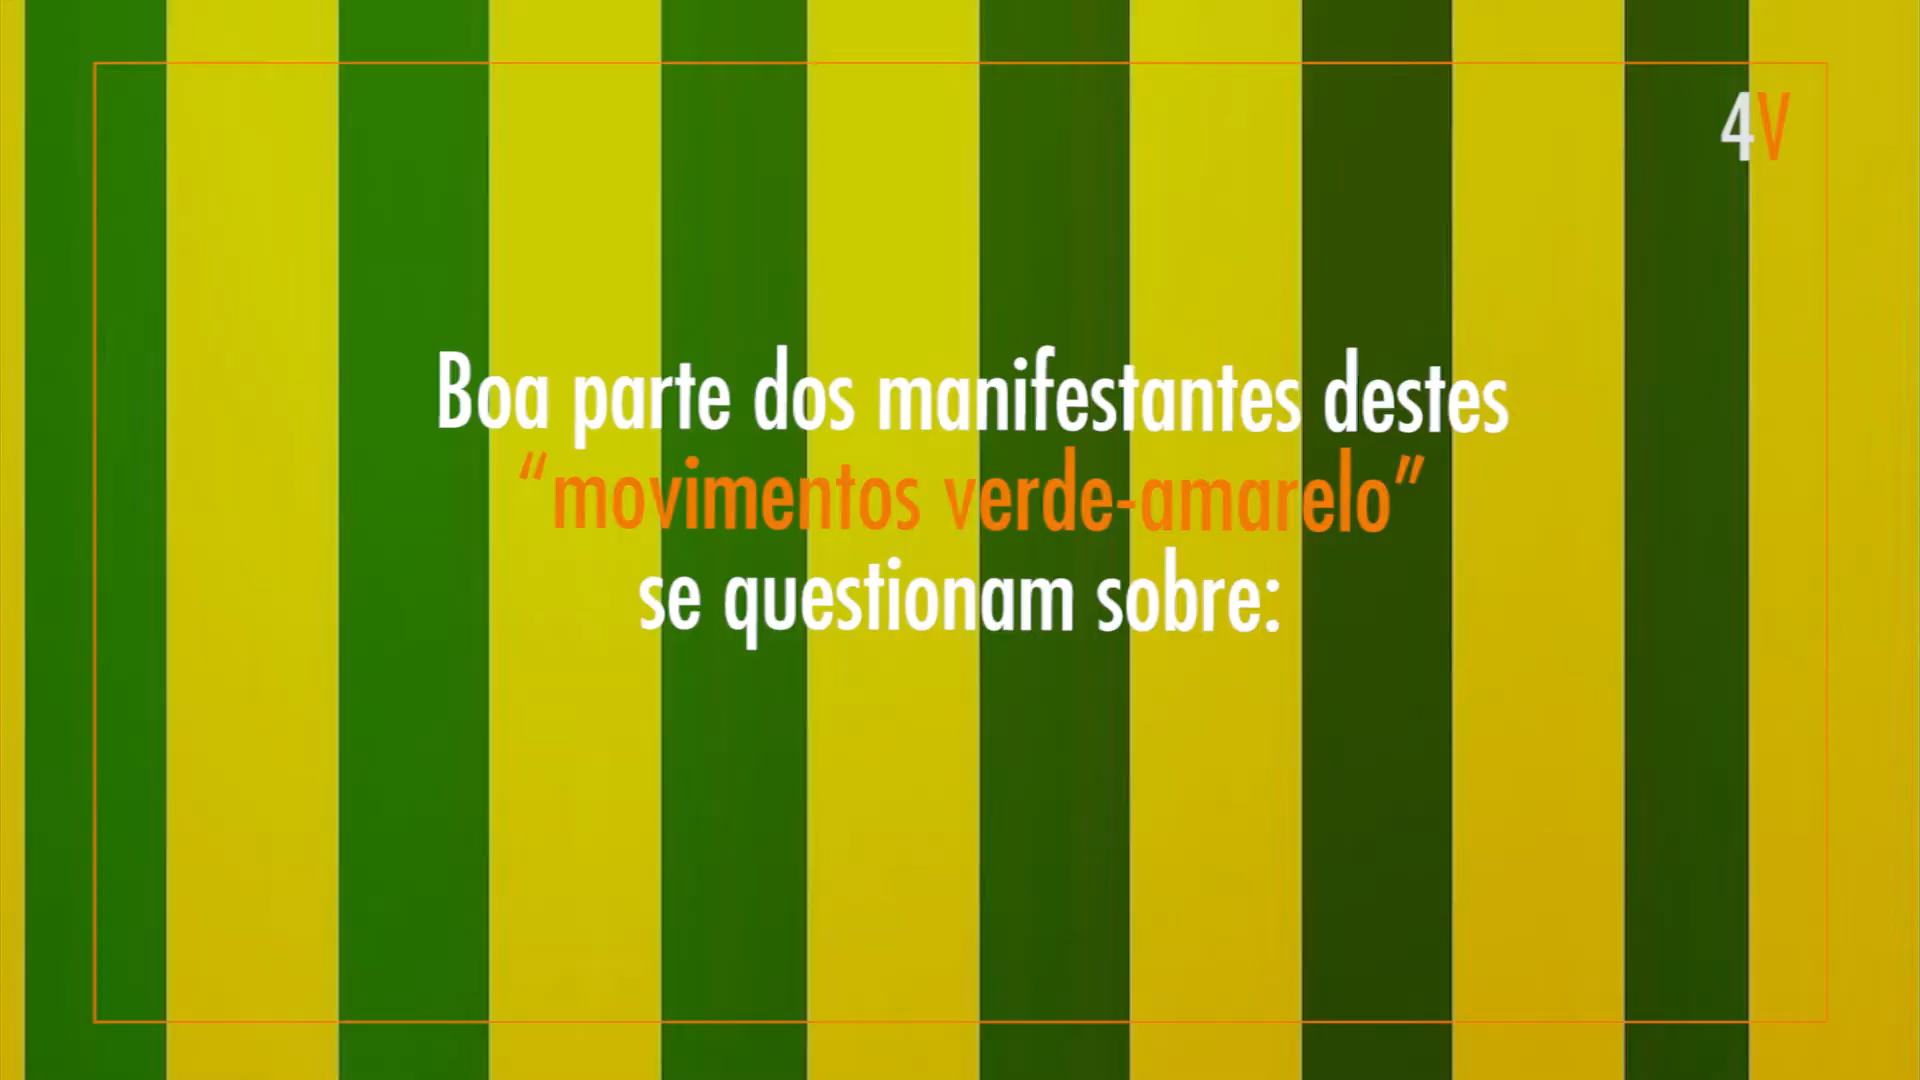 4V
Boa parte dos manifestantes destes
“movimentos verde-amarelo”
se questionam sobre: